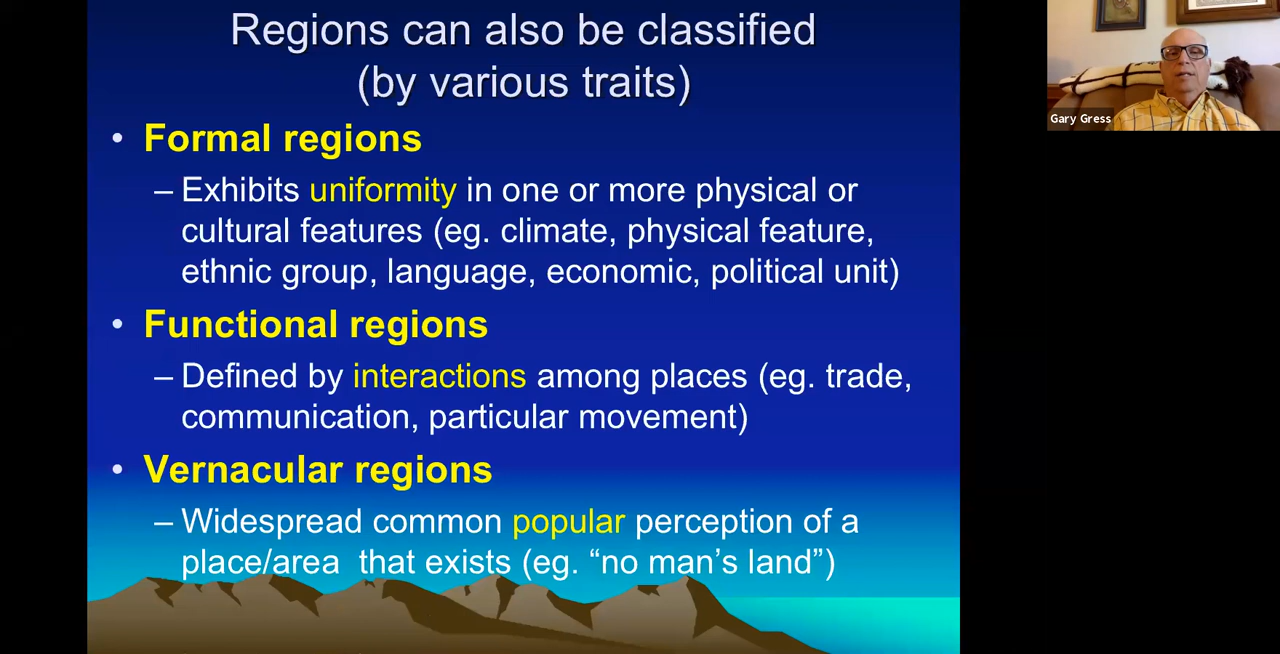 Regions can also be classified
(by various traits)
• Formal regions
– Exhibits uniformity in one or more physical or
cultural features (eg. climate, physical feature,
ethnic group, language, economic, political unit)
• Functional regions
– Defined by interactions among places (eg. trade,
communication, particular movement)
• Vernacular regions
– Widespread common popular perception of a
place/area  that exists (eg. “no man’s land”)
Gary Gress